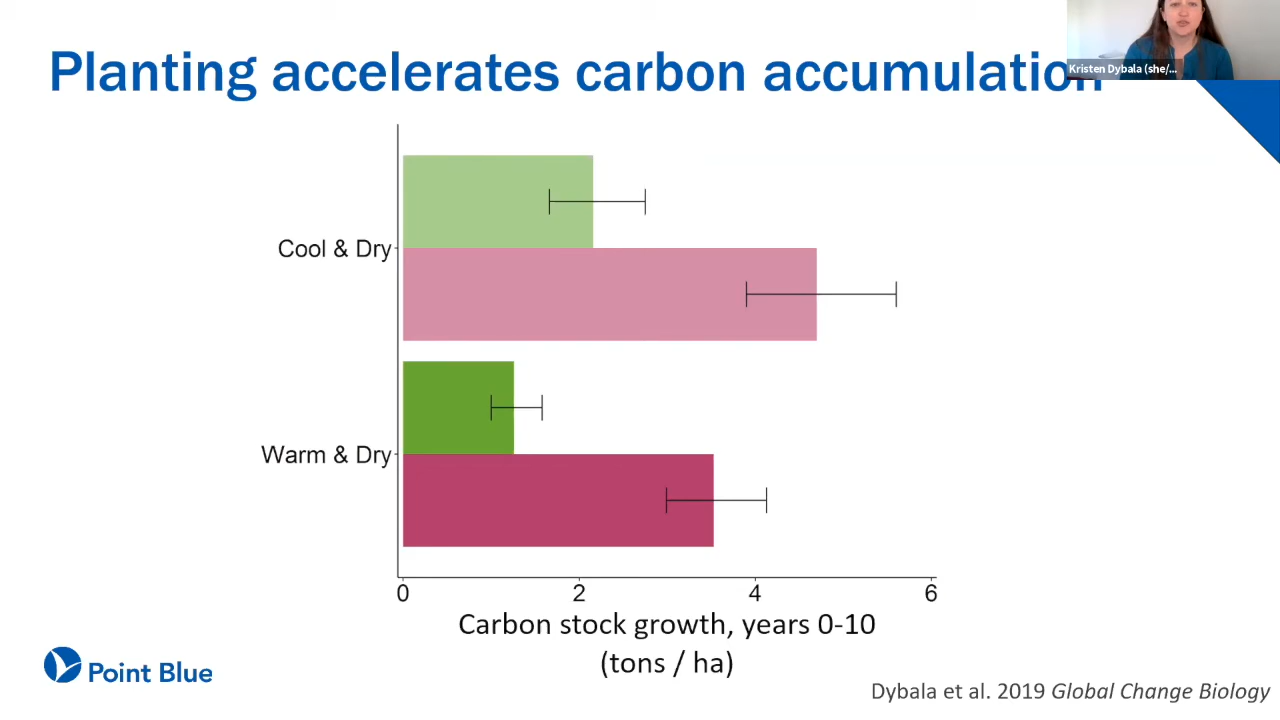 Planting accelerates carbon accumulation
Kristen Dybala (she/...
Cool & Dry
Warm & Dry
0 2 4 6
Carbon stock growth, years 0-10
(tons / ha)
Point Blue
Dybala et al. 2019 Global Change Biology